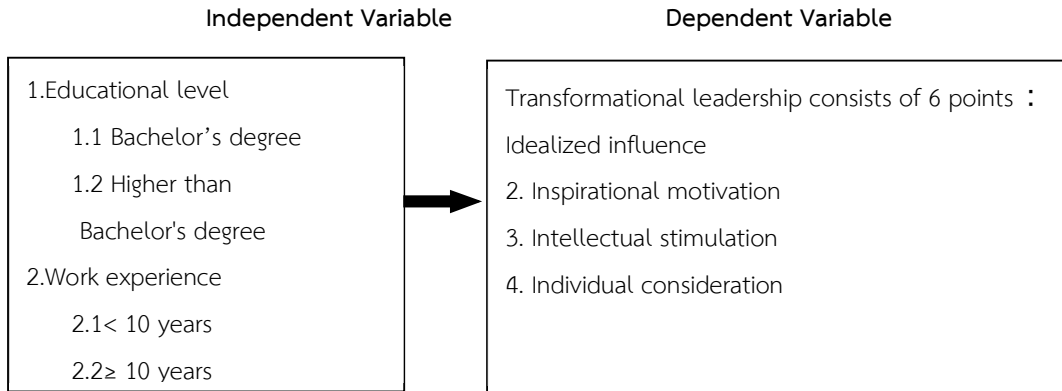 Independent Variable
Dependent Variable
1.Educational level
1.1 Bachelor’s degree
1.2 Higher than
Bachelor's degree
2.Work experience
2.1< 10 years
2.2≥ 10 years
Transformational leadership consists of 6 points :
Idealized influence
2. Inspirational motivation
3. Intellectual stimulation
4. Individual consideration